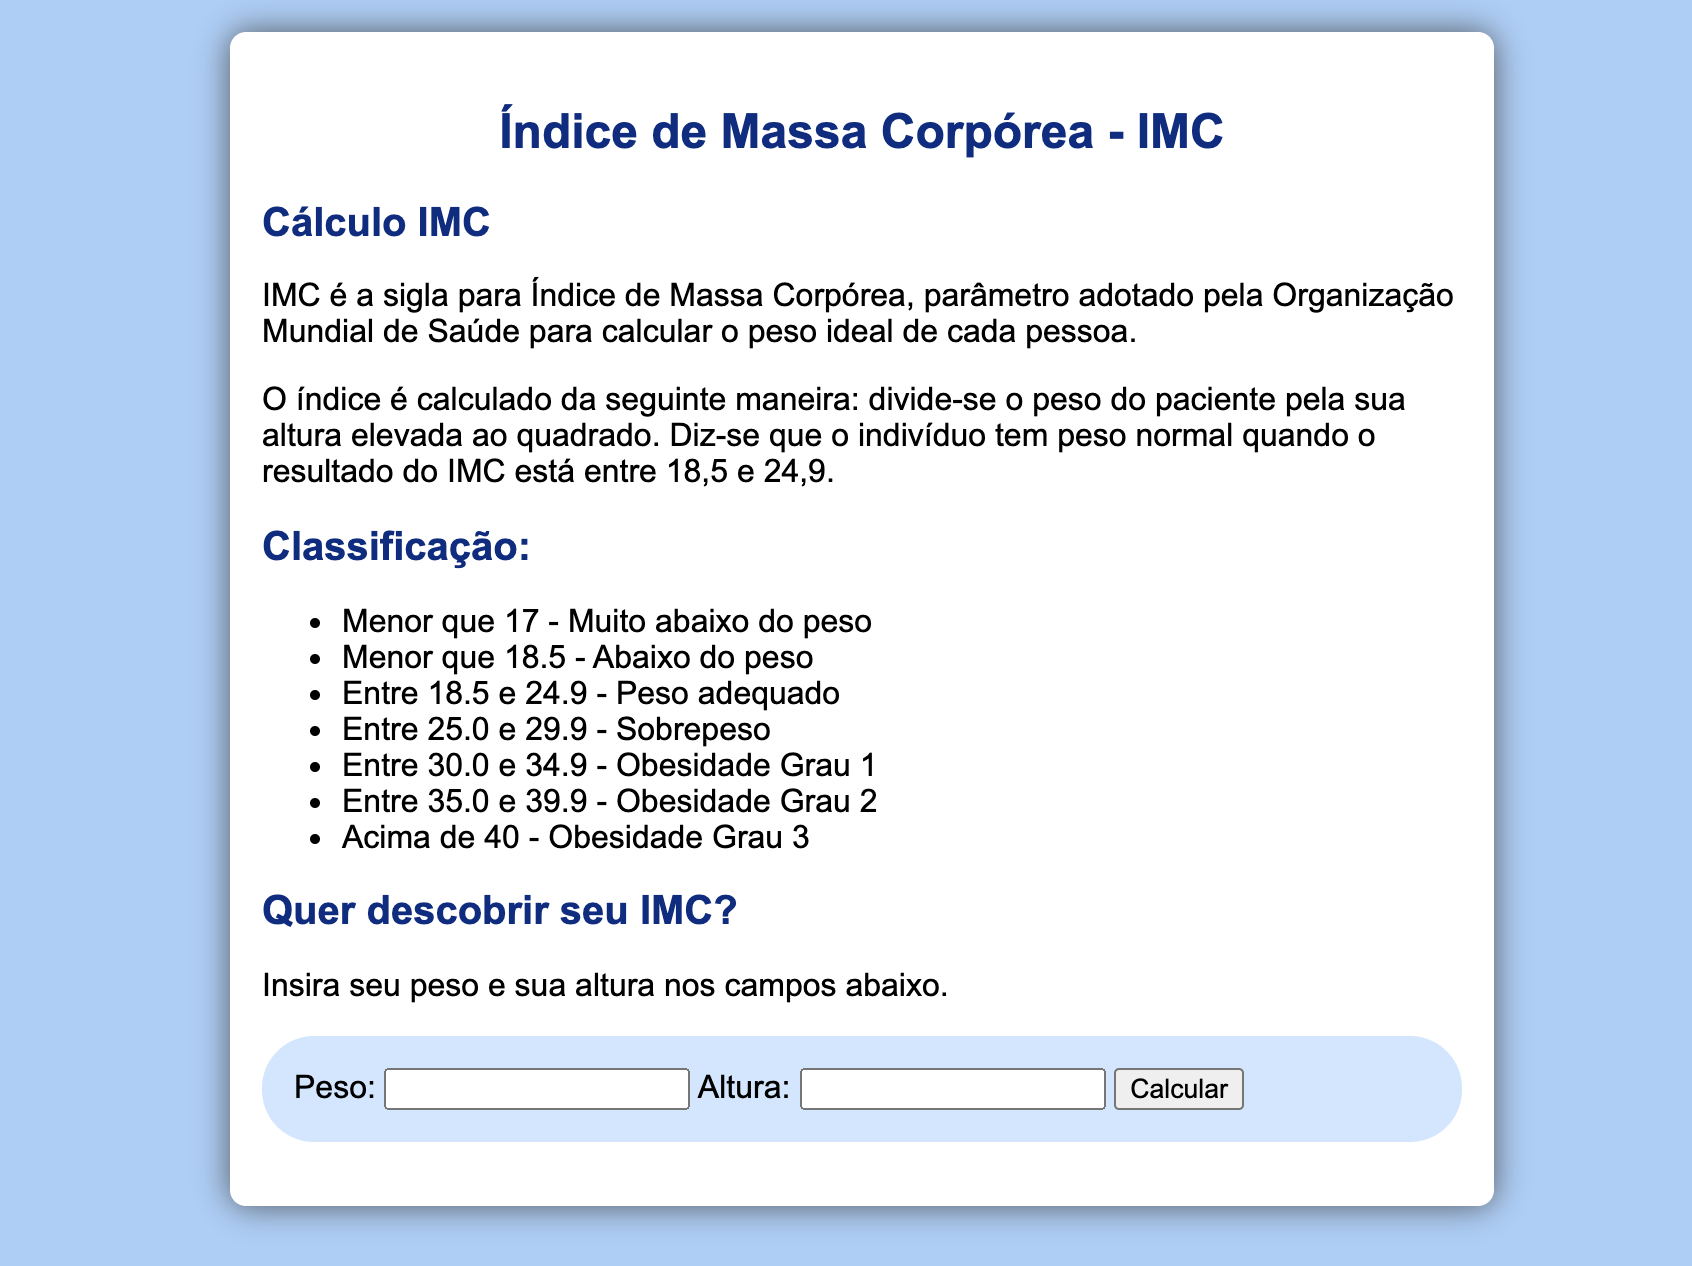 Índice de Massa Corpórea - IMC
Cálculo IMC
IMC é a sigla para Índice de Massa Corpórea, parâmetro adotado pela Organização
Mundial de Saúde para calcular o peso ideal de cada pessoa.
O índice é calculado da seguinte maneira: divide-se o peso do paciente pela sua
altura elevada ao quadrado. Diz-se que o indivíduo tem peso normal quando o
resultado do IMC está entre 18,5 e 24,9.
Classificação:
• Menor que 17 - Muito abaixo do peso
• Menor que 18.5 - Abaixo do peso
• Entre 18.5 e 24.9 - Peso adequado
• Entre 25.0 e 29.9 - Sobrepeso
• Entre 30.0 e 34.9 - Obesidade Grau 1
• Entre 35.0 e 39.9 - Obesidade Grau 2
• Acima de 40 - Obesidade Grau 3
Quer descobrir seu IMC?
Insira seu peso e sua altura nos campos abaixo.
Peso: Altura: Calcular